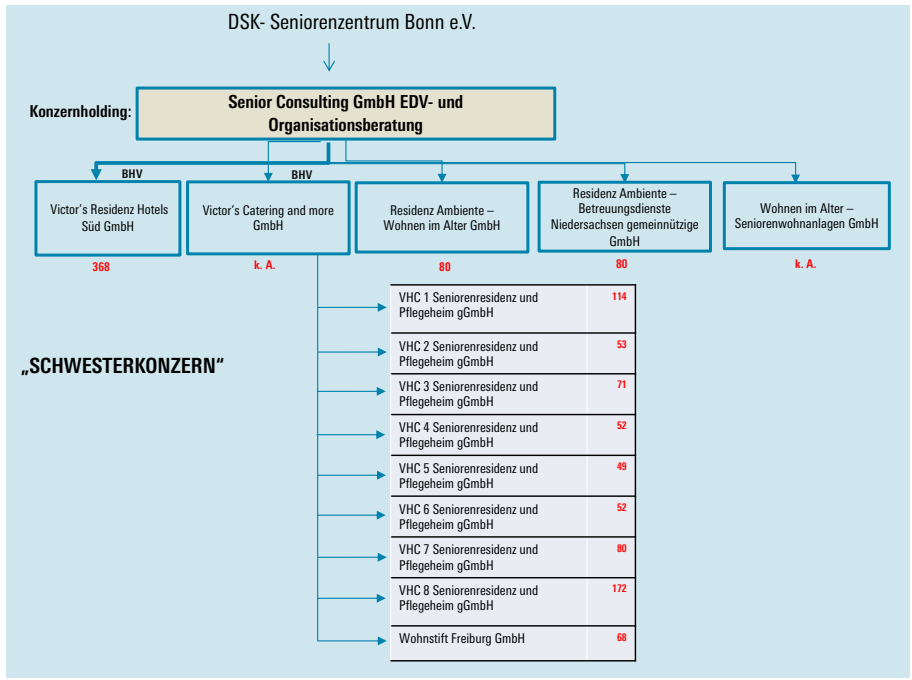 DSK- Seniorenzentrum Bonn e.V.
Konzernholding:
Senior Consulting GmbH EDV- und
Organisationsberatung
BHV
BHV
Victor's Residenz Hotels
Süd GmbH
Victor's Catering and more
GmbH
Residenz Ambiente –
Wohnen im Alter GmbH
Residenz Ambiente –
Betreuungsdienste
Niedersachsen gemeinnützige
GmbH
Wohnen im Alter –
Seniorenwohnanlagen GmbH
368
k. A.
80
80
k. A.
„SCHWESTERKONZERN“
VHC 1 Seniorenresidenz und 114
Pflegeheim gGmbH
VHC 2 Seniorenresidenz und 53
Pflegeheim gGmbH
VHC 3 Seniorenresidenz und 71
Pflegeheim gGmbH
VHC 4 Seniorenresidenz und 52
Pflegeheim gGmbH
VHC 5 Seniorenresidenz und 49
Pflegeheim gGmbH
VHC 6 Seniorenresidenz und 52
Pflegeheim gGmbH
VHC 7 Seniorenresidenz und 80
Pflegeheim gGmbH
VHC 8 Seniorenresidenz und 172
Pflegeheim gGmbH
Wohnstift Freiburg GmbH 68